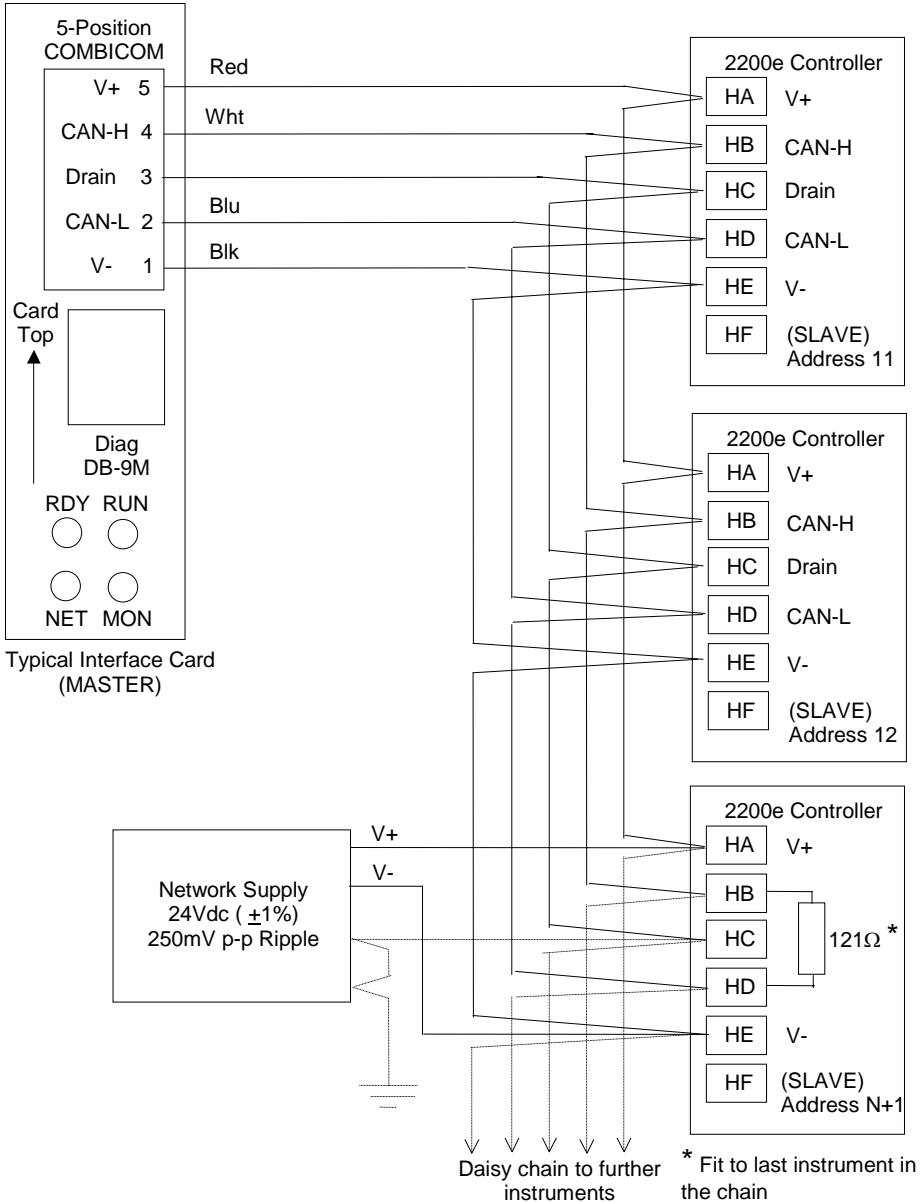 5-Position
COMBICOM
V+ 5
CAN-H 4
Drain 3
CAN-L 2
V- 1
Red
Wht
Blu
Blk
Card
Top
Diag
DB-9M
RDY RUN
NET MON
Typical Interface Card
(MASTER)
2200e Controller
HA V+
HB CAN-H
HC Drain
HD CAN-L
HE V-
HF (SLAVE)
Address 11
2200e Controller
HA V+
HB CAN-H
HC Drain
HD CAN-L
HE V-
HF (SLAVE)
Address 12
Network Supply
24Vdc ( ±1%)
250mV p-p Ripple
V+
V-
2200e Controller
HA V+
HB
HC 121Ω *
HD
HE V-
HF (SLAVE)
Address N+1
Daisy chain to further
instruments
* Fit to last instrument in
the chain